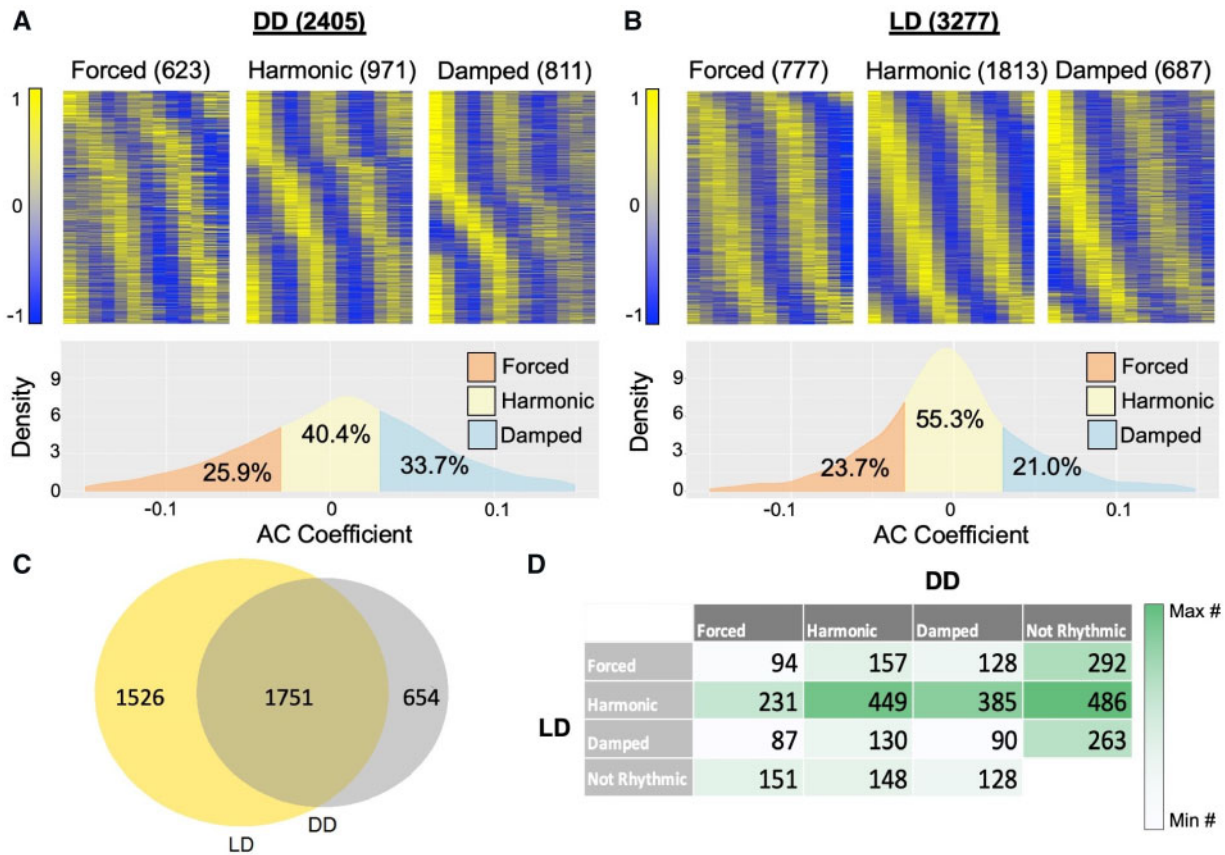 A
DD (2405)
Forced (623)
Harmonic (971)
Damped (811)
1
0
-1
Density
9
6
3
0
25.9%
40.4%
33.7%
Forced
Harmonic
Damped
-0.1
0
0.1
AC Coefficient
B
LD (3277)
Forced (777)
Harmonic (1813)
Damped (687)
1
0
-1
Density
9
6
3
0
23.7%
55.3%
21.0%
Forced
Harmonic
Damped
-0.1
0
0.1
AC Coefficient
C
1526
1751
654
LD
DD
D
DD
Forced Harmonic Damped Not Rhythmic
LD
Forced 94 157 128 292
Harmonic 231 449 385 486
Damped 87 130 90 263
Not Rhythmic 151 148 128
Max #
Min #